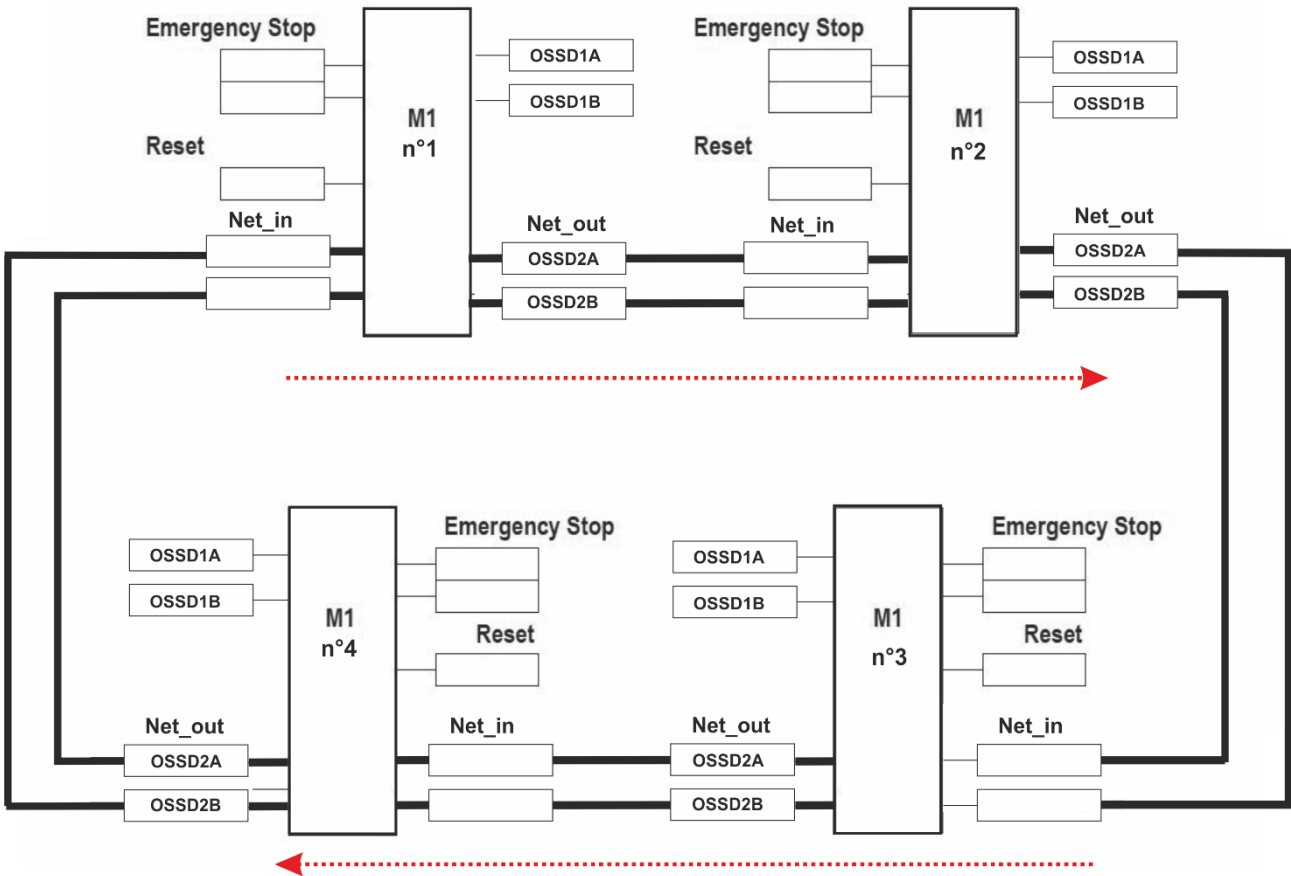 Emergency Stop
OSSD1A
OSSD1B
M1
n°1
Reset
Net_in
Net_out
OSSD2A
OSSD2B
Emergency Stop
OSSD1A
OSSD1B
M1
n°2
Reset
Net_in
Net_out
OSSD2A
OSSD2B
OSSD1A
OSSD1B
Emergency Stop
M1
n°4
Reset
Net_out
OSSD2A
OSSD2B
Net_in
OSSD1A
OSSD1B
Emergency Stop
M1
n°3
Reset
Net_out
OSSD2A
OSSD2B
Net_in